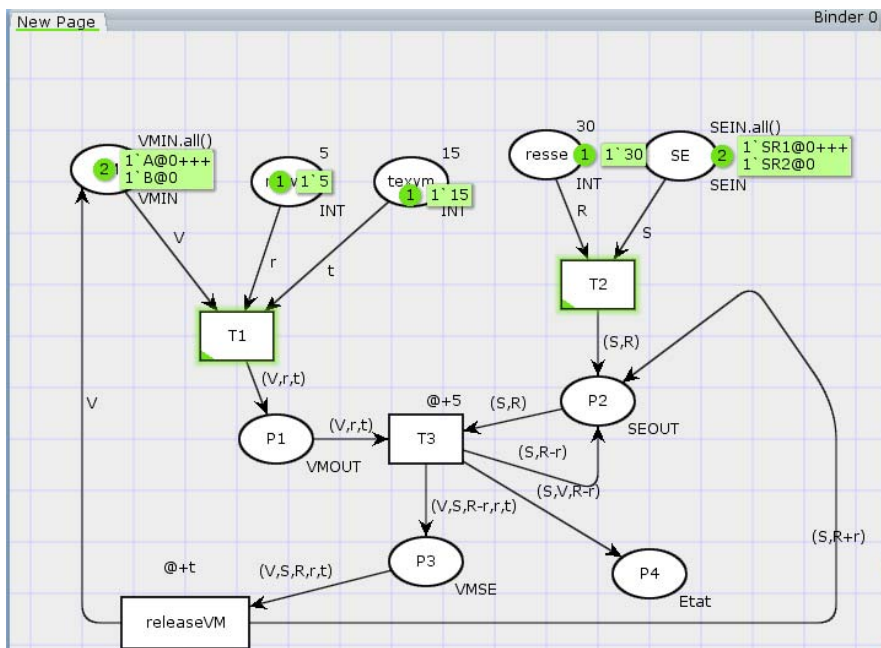 New Page
Binder 0
VMIN.all()
2
1`A@0+++
1`B@0
VMIN
5
1
1`5
INT
15
texvm
1
1`15
INT
30
resse
1
1`30
INT
SEIN.all()
SE
2
1`SR1@0+++
1`SR2@0
SEIN
V
r
t
R
S
T1
T2
(V,r,t)
(S,R)
P1
VMOUT
(V,r,t)
@+5
T3
(S,R)
P2
SEOUT
(S,R-r)
V
(V,S,R-r,r,t)
(S,V,R-r)
(S,R+r)
P3
VMSE
P4
Etat
@+t
(V,S,R,r,t)
releaseVM